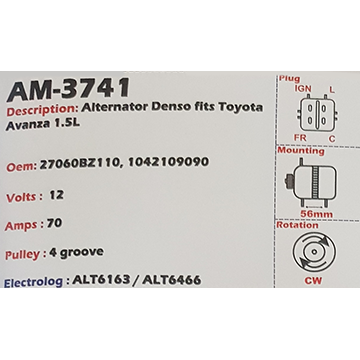 AM-3741
Description: Alternator Denso fits Toyota
Avanza 1.5L
Oem: 27060BZ110, 1042109090
Volts : 12
Amps : 70
Pulley : 4 groove
Electrolog : ALT6163 / ALT6466
Plug
IGN L
FR C
Mounting
56mm
Rotation
CW